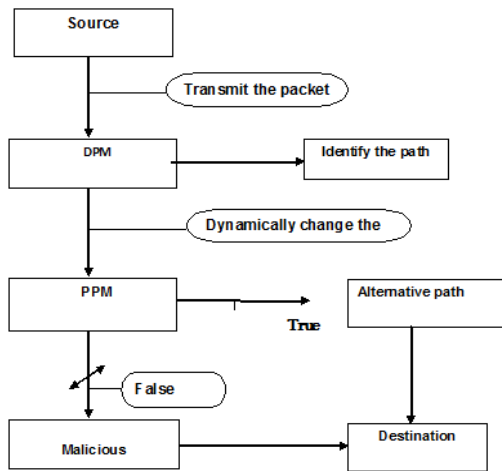 Source
Transmit the packet
DPM
Identify the path
Dynamically change the
PPM
Alternative path
True
False
Malicious
Destination